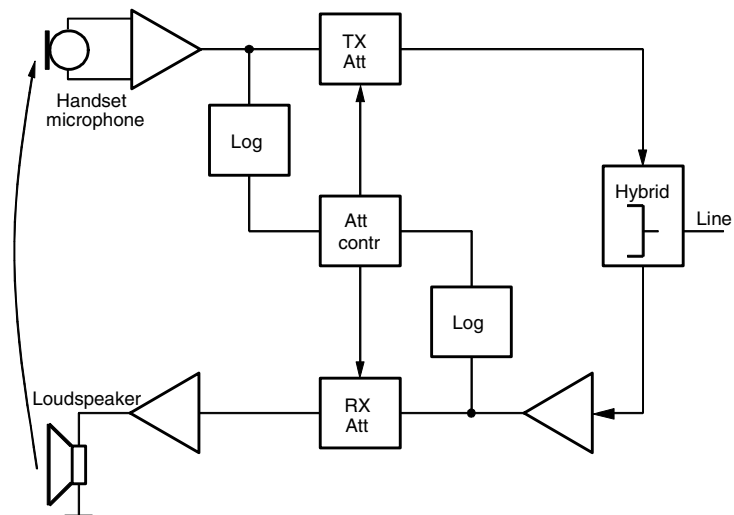 TX
Att
Handset
microphone
Log
Hybrid
Att
contr
Line
Log
Loudspeaker
RX
Att